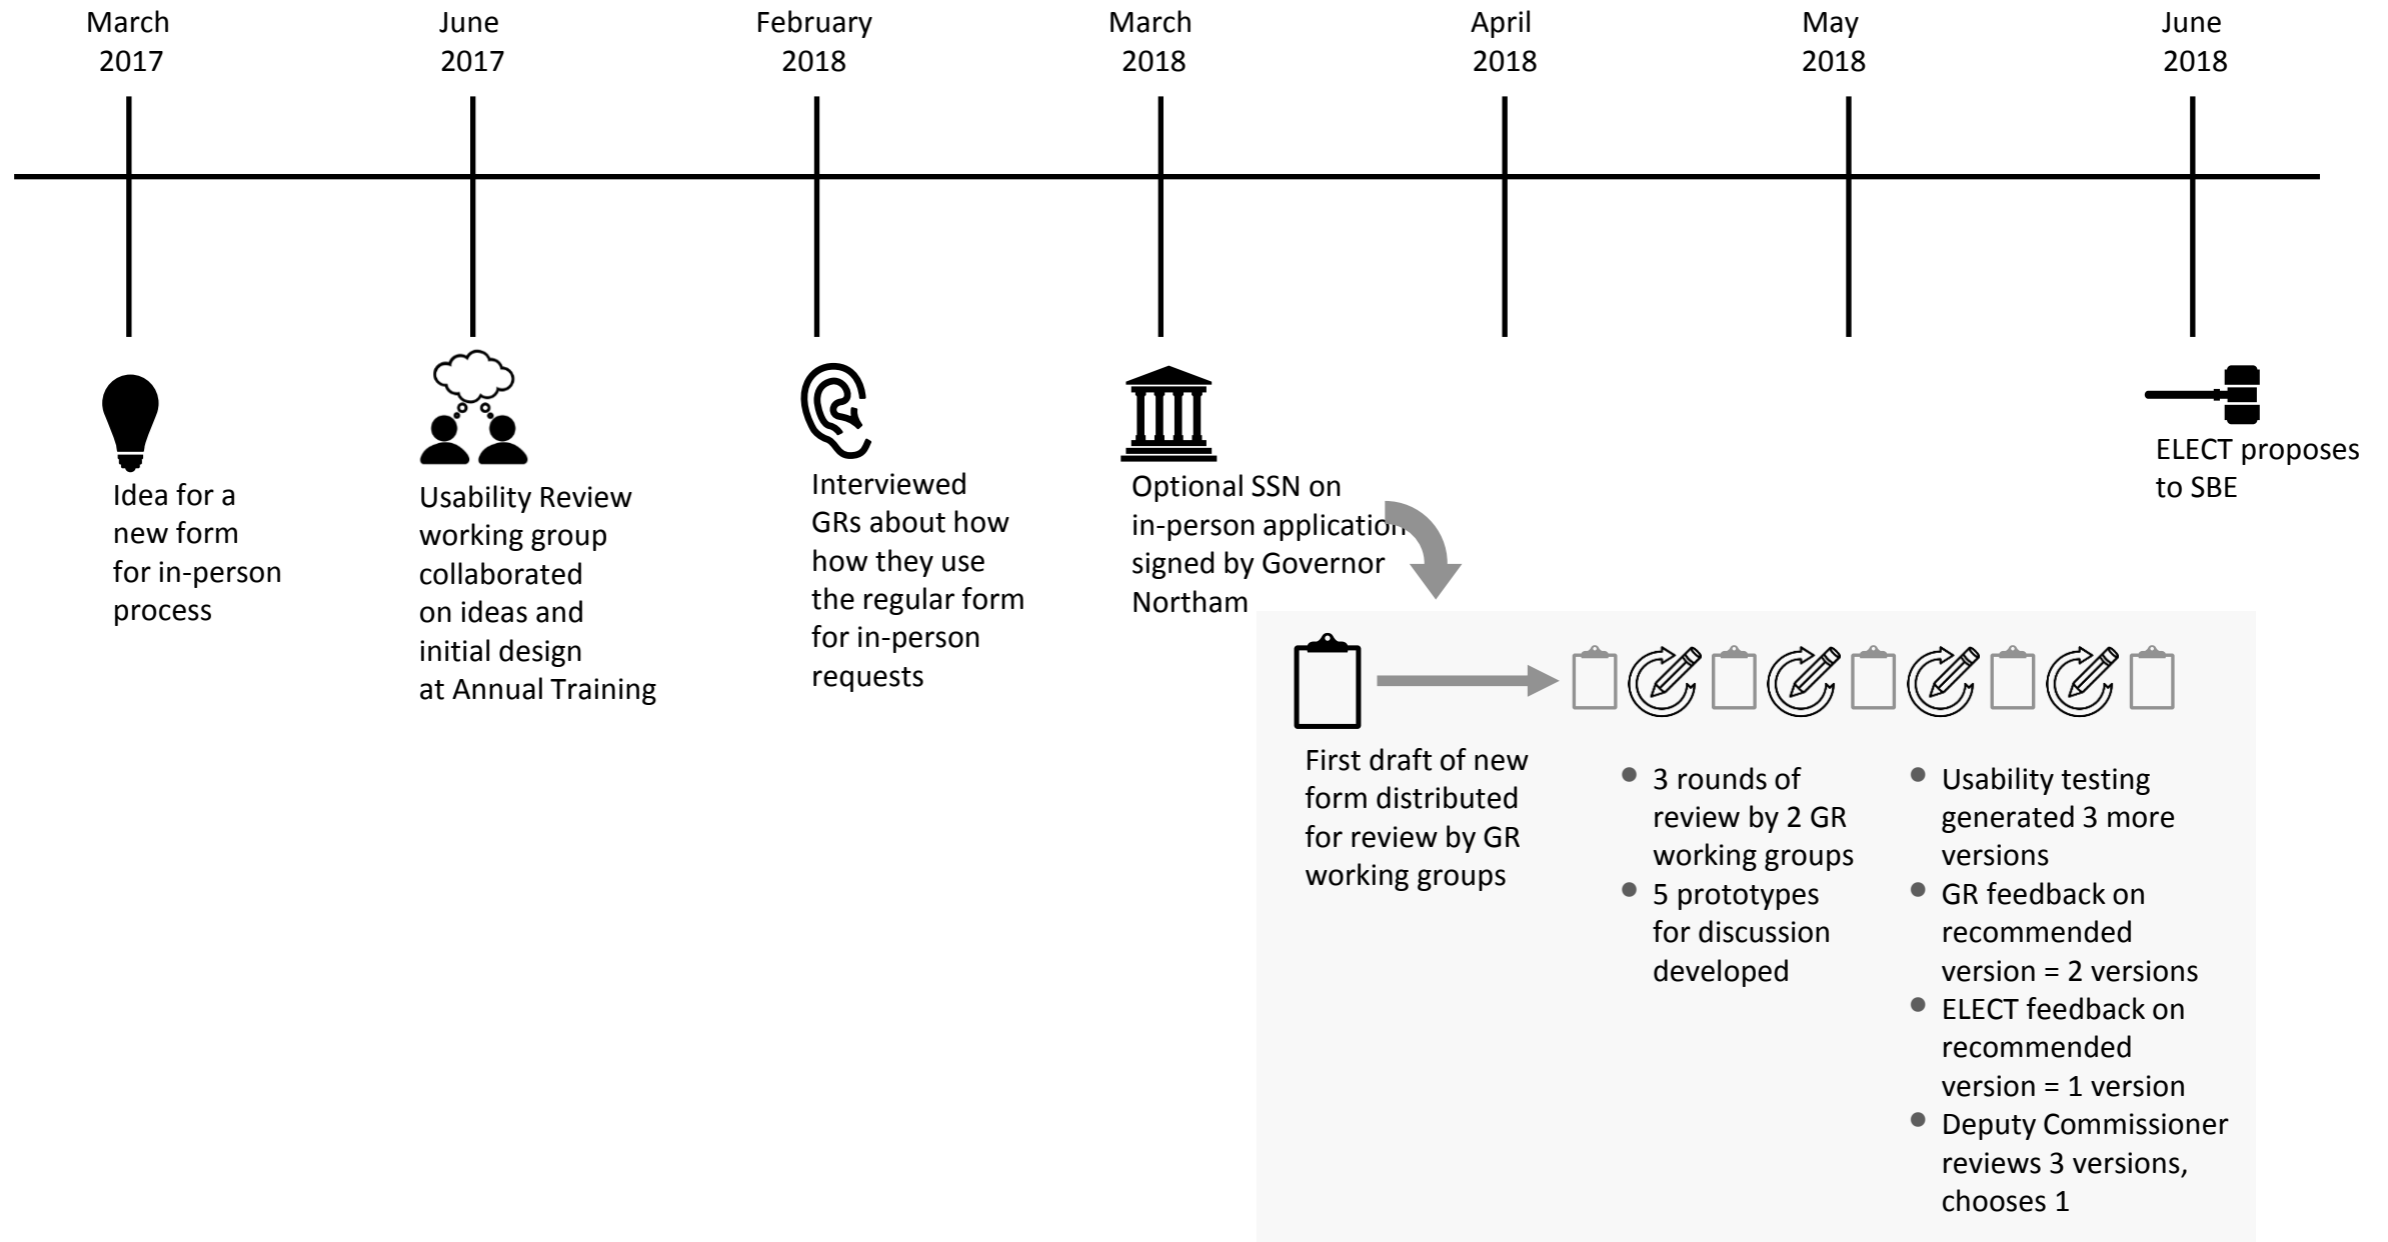 March
2017
June
2017
February
2018
March
2018
April
2018
May
2018
June
2018
Idea for a
new form
for in-person
process
Usability Review
working group
collaborated
on ideas and
initial design
at Annual Training
Interviewed
GRs about how
how they use
the regular form
for in-person
requests
Optional SSN on
in-person application
signed by Governor
Northam
ELECT proposes
to SBE
First draft of new
form distributed
for review by GR
working groups
• 3 rounds of
review by 2 GR
working groups
• 5 prototypes
for discussion
developed
• Usability testing
generated 3 more
versions
• GR feedback on
recommended
version = 2 versions
• ELECT feedback on
recommended
version = 1 version
• Deputy Commissioner
reviews 3 versions,
chooses 1